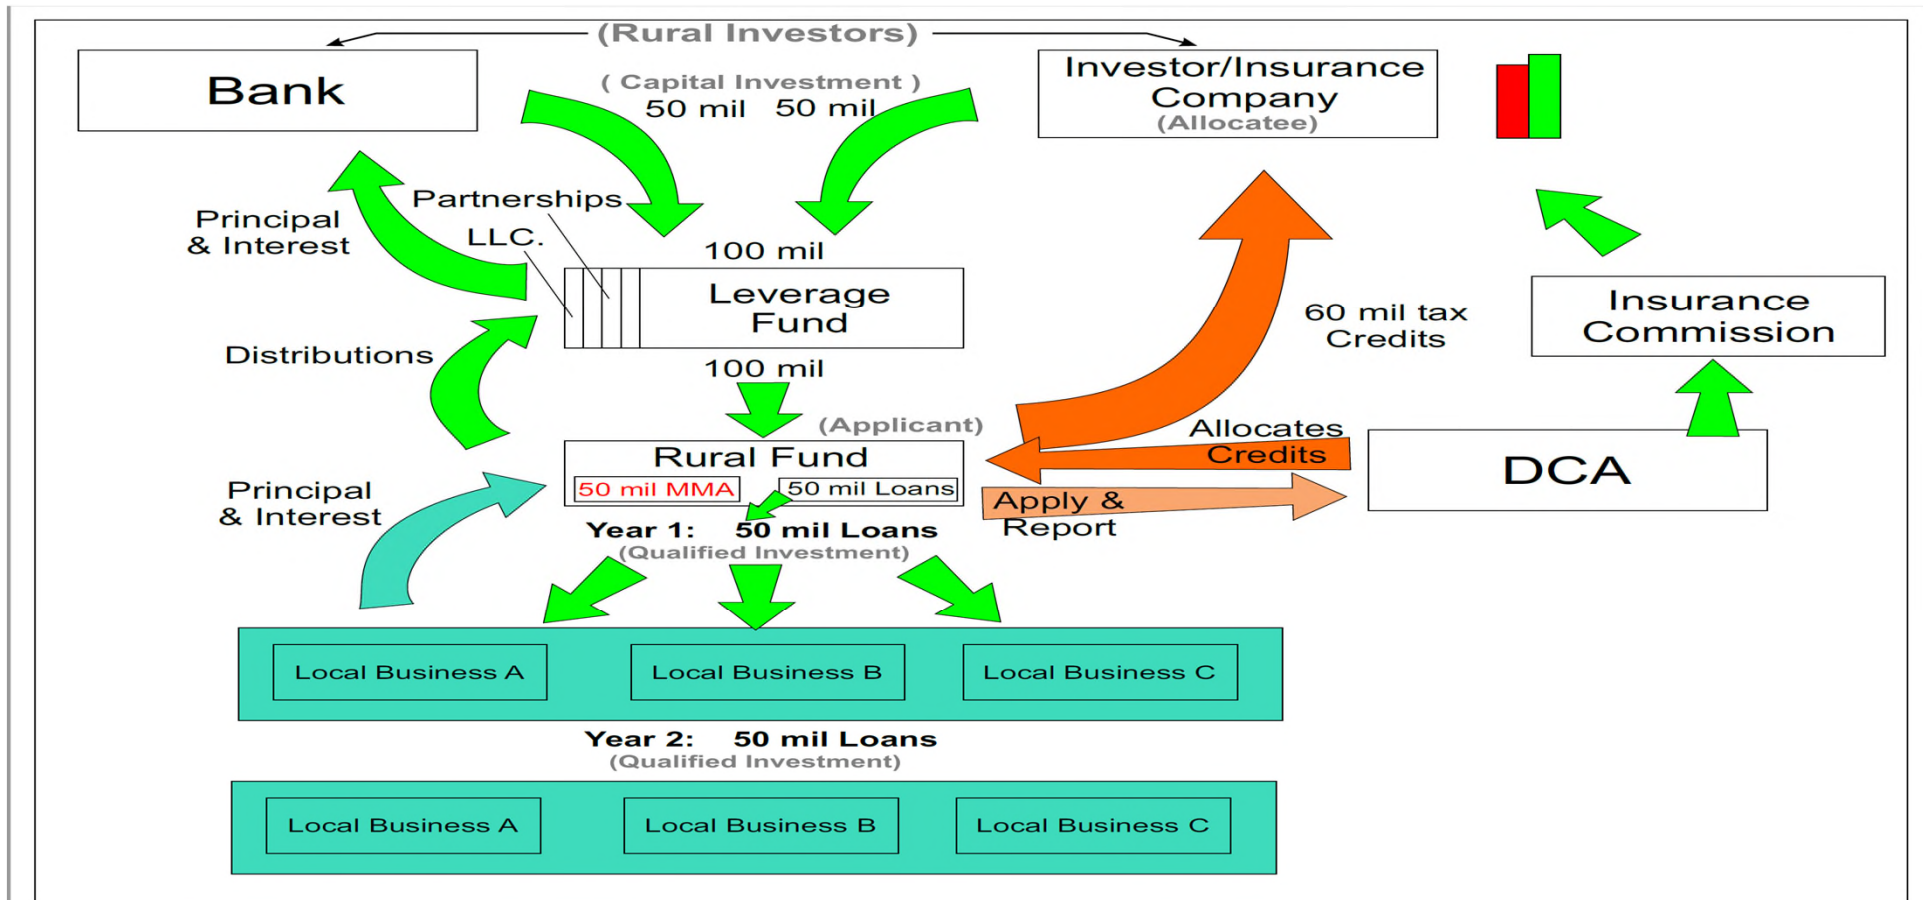 (Rural Investors)
Bank
( Capital Investment )
50 mil 50 mil
Investor/Insurance
Company
(Allocatee)
Partnerships
LLC.
Principal
& Interest
100 mil
Leverage
Fund
100 mil
Distributions
60 mil tax
Credits
Insurance
Commission
(Applicant)
Rural Fund
50 mil MMA
50 mil Loans
Allocates
Credits
DCA
Apply &
Report
Principal
& Interest
Year 1: 50 mil Loans
(Qualified Investment)
Local Business A
Local Business B
Local Business C
Year 2: 50 mil Loans
(Qualified Investment)
Local Business A
Local Business B
Local Business C